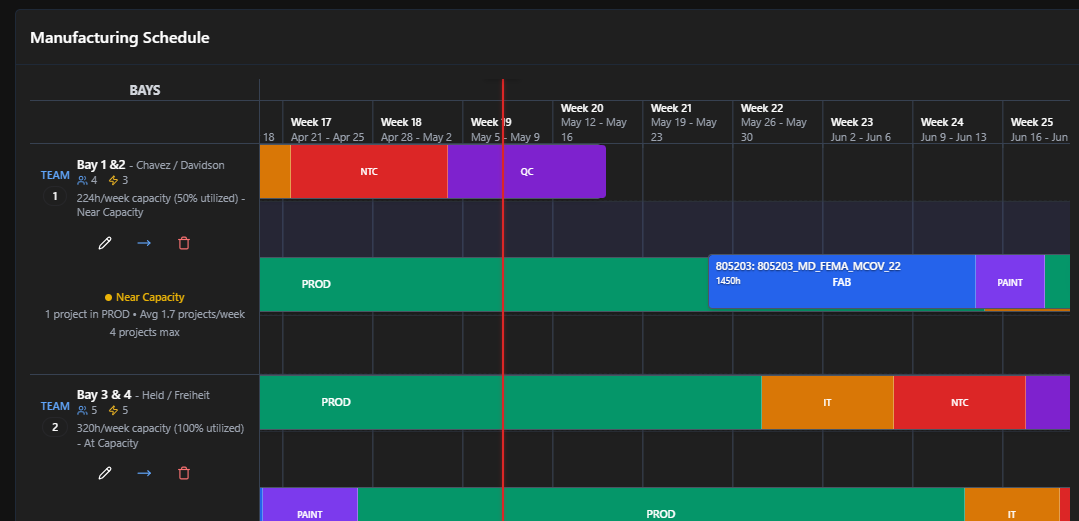 Manufacturing Schedule
BAYS
18
Week 17
Apr 21 - Apr 25
Week 18
Apr 28 - May 2
Week 19
May 5 - May 9
Week 20
May 12 - May
16
Week 21
May 19 - May
23
Week 22
May 26 - May
30
Week 23
Jun 2 - Jun 6
Week 24
Jun 9 - Jun 13
Week 25
Jun 16 - Jun
TEAM
1
Bay 1 &2 - Chavez / Davidson
4 3
224h/week capacity (50% utilized) -
Near Capacity
Near Capacity
1 project in PROD • Avg 1.7 projects/week
4 projects max
NTC
QC
PROD
805203: 805203_MD_FEMA_MCOV_22
1450h
FAB
PAINT
TEAM
2
Bay 3 & 4 - Held / Freiheit
5 5
320h/week capacity (100% utilized)
- At Capacity
PROD
IT
NTC
PAINT
PROD
IT